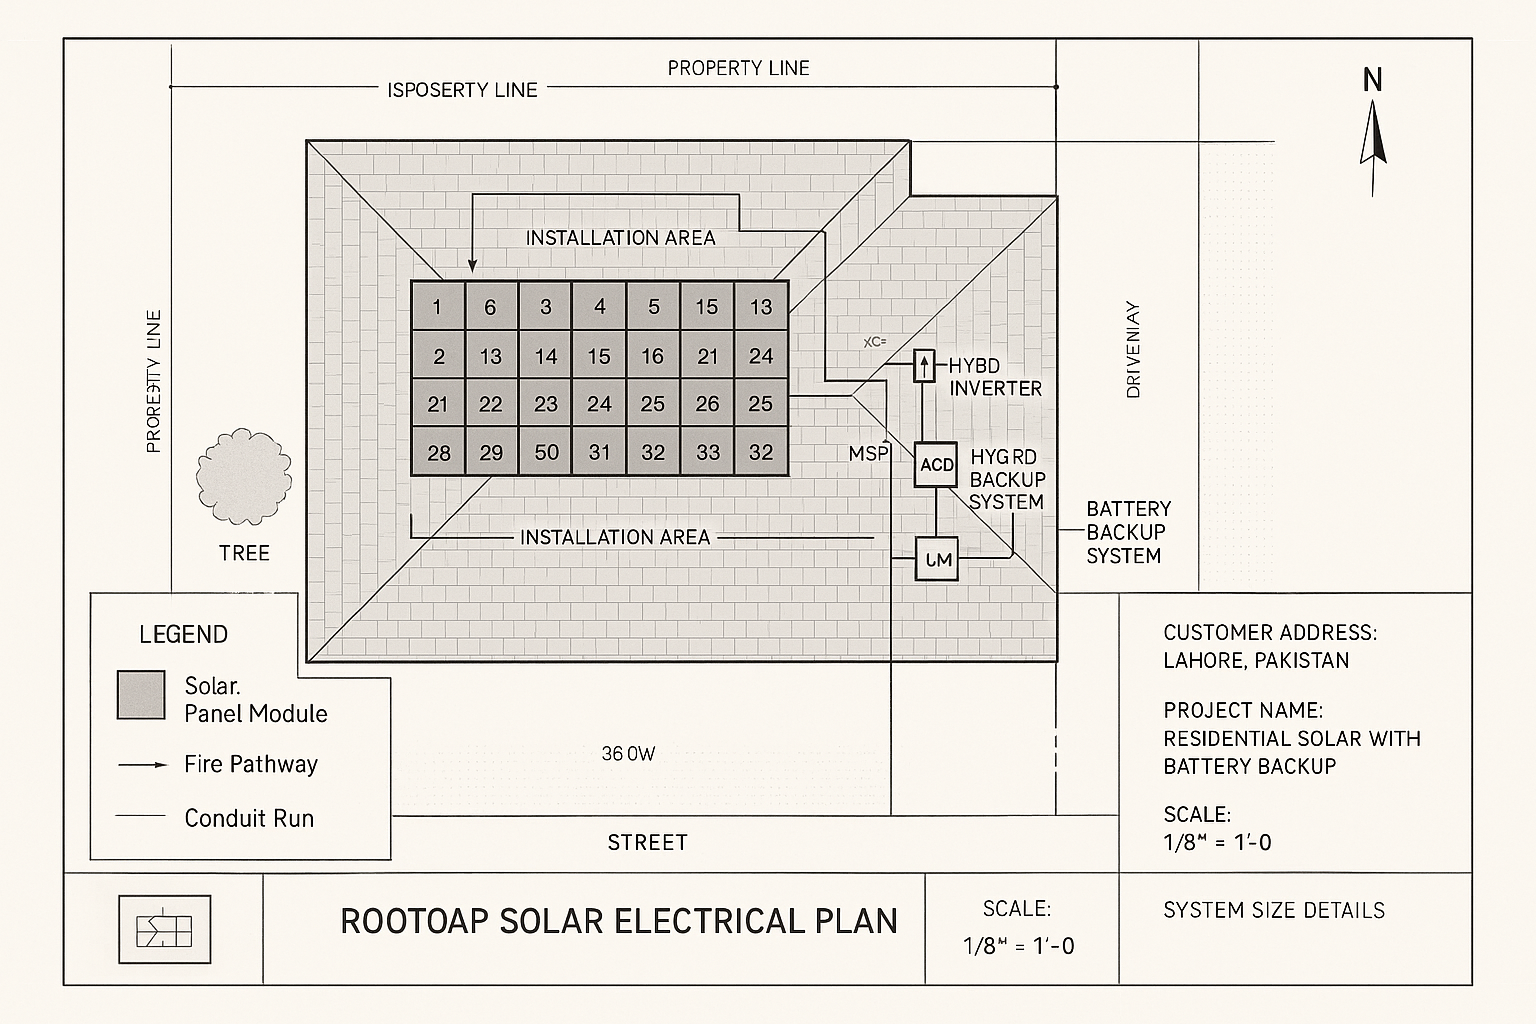 PROPERTY LINE
ISPOSERTY LINE
N
INSTALLATION AREA
1 6 3 4 5 15 13
2 13 14 15 16 21 24
21 22 23 24 25 26 25
28 29 50 31 32 33 32
XC=
HYBD
INVERTER
MSP
ACD
HYGRD
BACKUP
SYSTEM
UM
BATTERY
BACKUP
SYSTEM
DRIVENIAY
INSTALLATION AREA
TREE
LEGEND
Solar.
Panel Module
Fire Pathway
Conduit Run
36 0W
STREET
CUSTOMER ADDRESS:
LAHORE, PAKISTAN
PROJECT NAME:
RESIDENTIAL SOLAR WITH
BATTERY BACKUP
SCALE:
1/8" = 1'-0
ROOTOAP SOLAR ELECTRICAL PLAN
SCALE:
1/8" = 1'-0
SYSTEM SIZE DETAILS